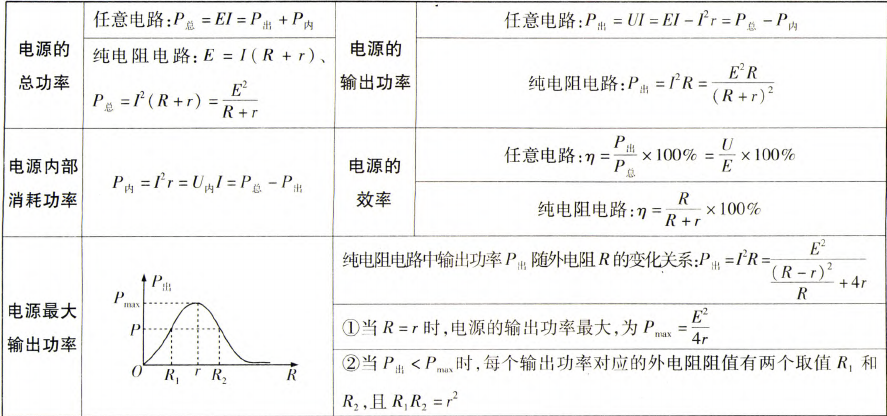 电源的
总功率
任意电路:P总=EI=P出+P内
纯电阻电路:E=I(R+r)、
P总=I²(R+r)=E²/(R+r)
电源的
输出功率
任意电路:P出=UI=EI-I²r=P总-P内
纯电阻电路:P出=I²R=E²R/(R+r)²
电源内部
消耗功率
P内=I²r=U内I=P总-P出
电源的
效率
任意电路:η=P出/P总×100%=U/E×100%
纯电阻电路:η=R/(R+r)×100%
电源最大
输出功率
P出
Pmax
P
O R₁ r R₂ R
纯电阻电路中输出功率P出随外电阻R的变化关系:P出=I²R=E²/((R-r)²/R+4r)
①当R=r时,电源的输出功率最大,为Pmax=E²/4r
②当P出<Pmax时,每个输出功率对应的外电阻阻值有两个取值R₁和
R₂,且R₁R₂=r²